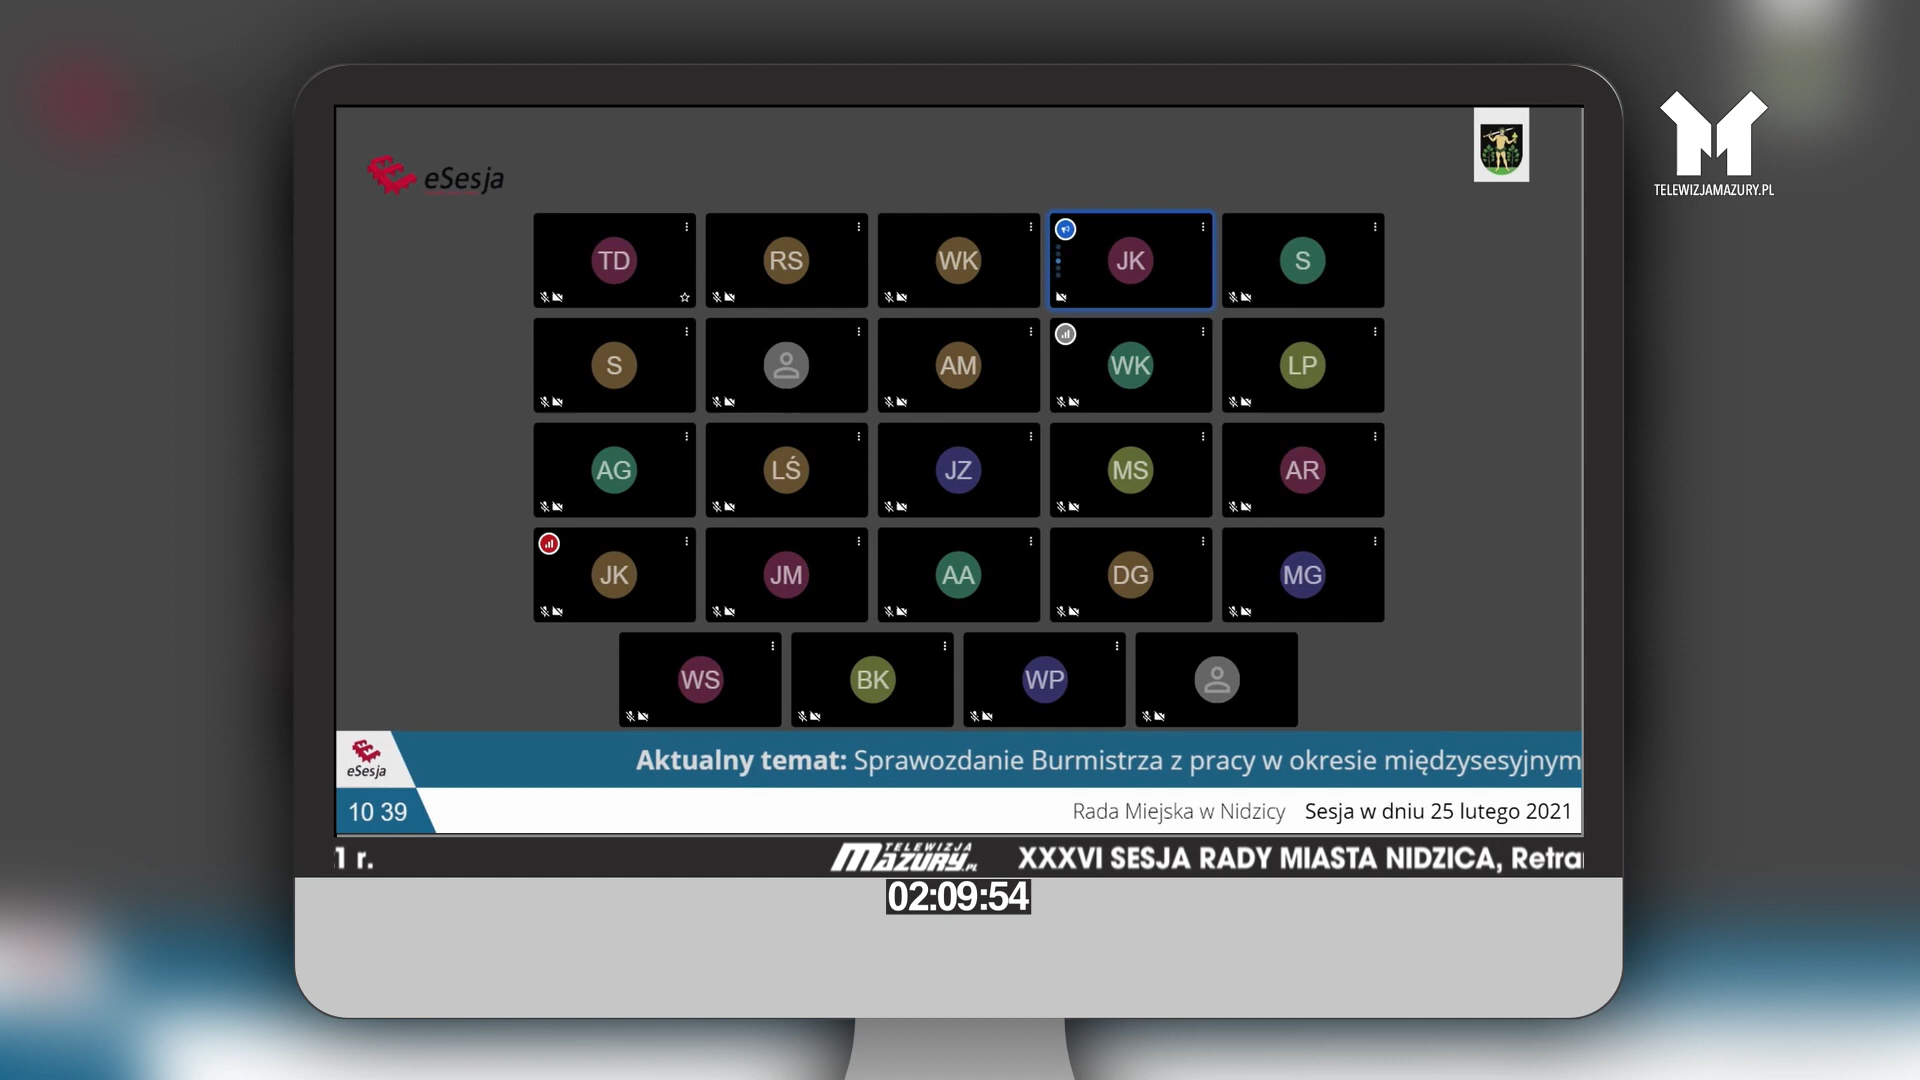 TELEWIZJAMAZURY.PL
eSesja
TD
RS
WK
JK
S
S
AM
WK
LP
AG
LŚ
JZ
MS
AR
JK
JM
AA
DG
MG
WS
BK
WP
eSesja
Aktualny temat: Sprawozdanie Burmistrza z pracy w okresie międzysesyjnym
10 39
Rada Miejska w Nidzicy Sesja w dniu 25 lutego 2021
1 r. TELEWIZJA MAZURY.PL XXXVI SESJA RADY MIASTA NIDZICA, Retra
02:09:54